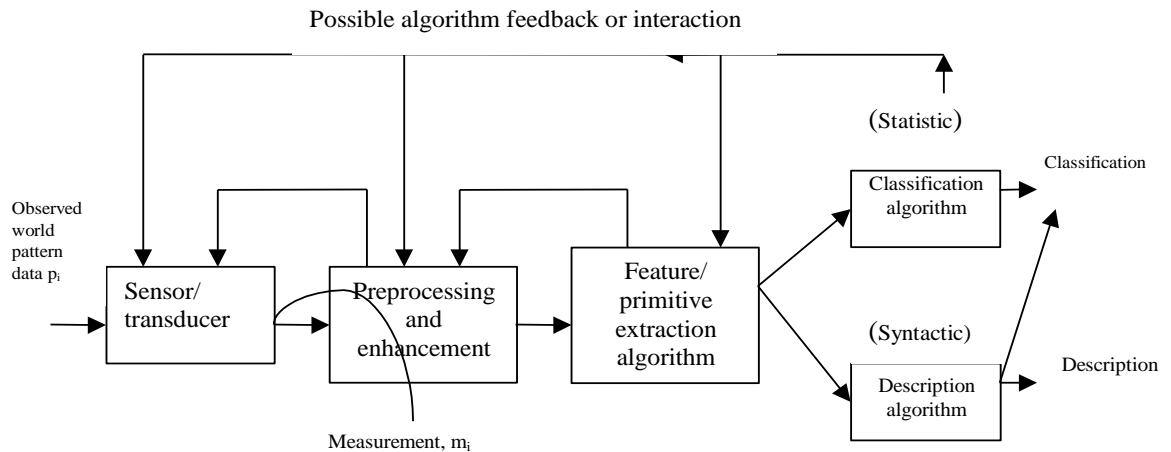 Possible algorithm feedback or interaction
(Statistic)
Classification
Classification
algorithm
Observed
world
pattern
data pᵢ
Sensor/
transducer
Preprocessing
and
enhancement
Feature/
primitive
extraction
algorithm
(Syntactic)
Description
Description
algorithm
Measurement, mᵢ